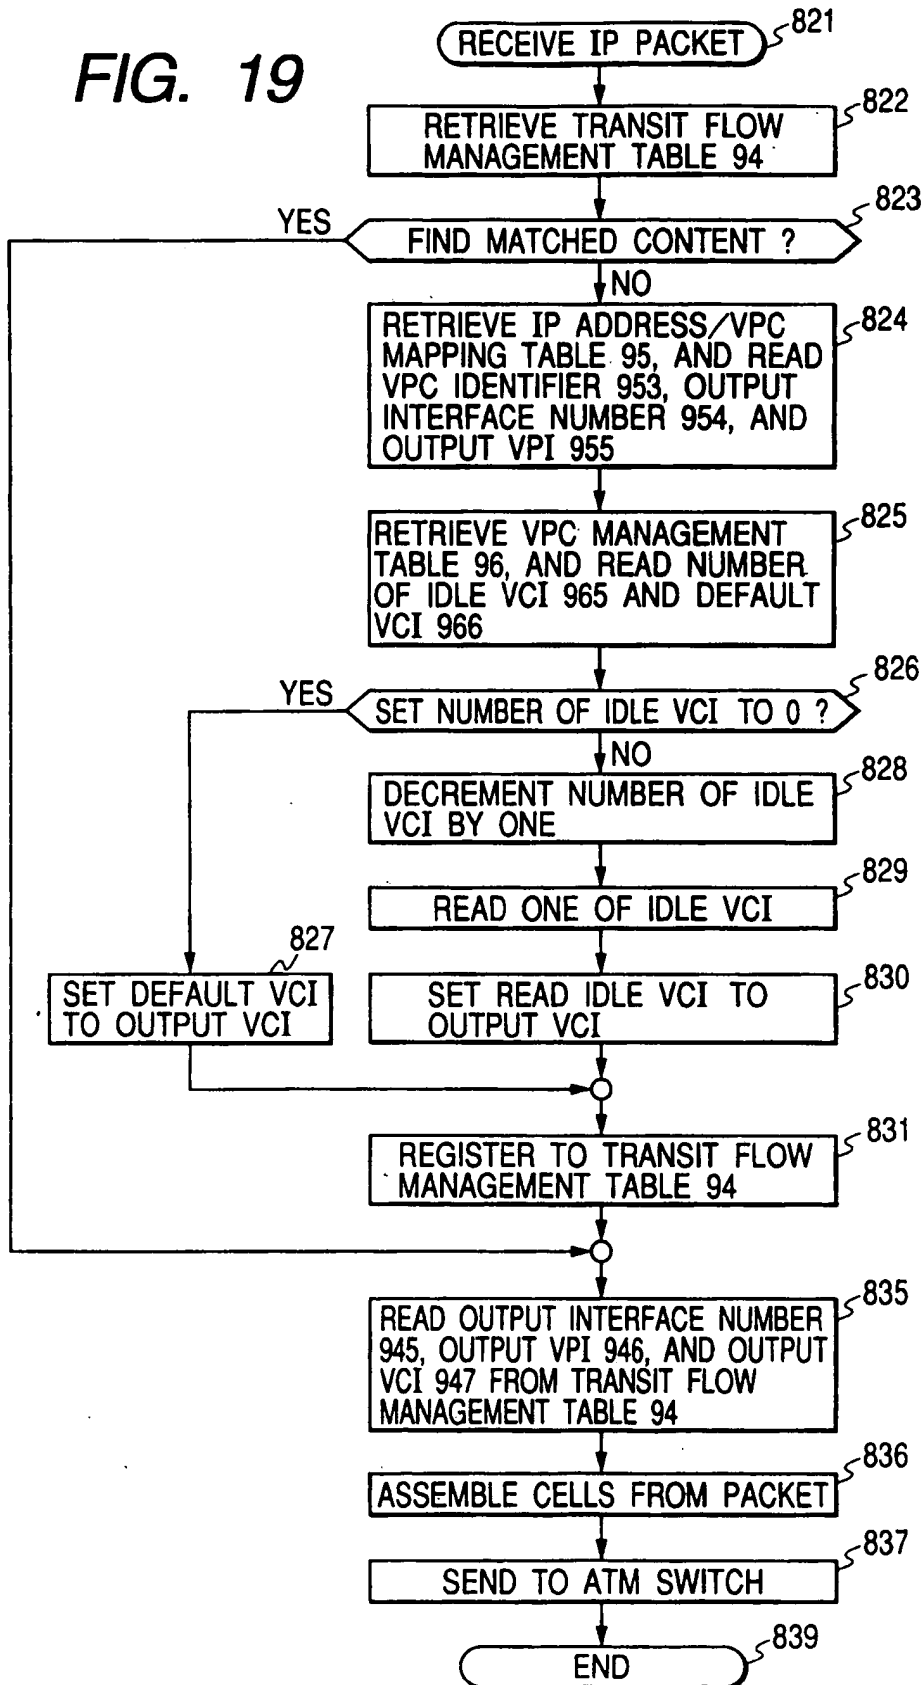 FIG. 19
RECEIVE IP PACKET
821
RETRIEVE TRANSIT FLOW
MANAGEMENT TABLE 94
822
FIND MATCHED CONTENT ?
823
YES
NO
RETRIEVE IP ADDRESS/VPC
MAPPING TABLE 95, AND READ
VPC IDENTIFIER 953, OUTPUT
INTERFACE NUMBER 954, AND
OUTPUT VPI 955
824
RETRIEVE VPC MANAGEMENT
TABLE 96, AND READ NUMBER
OF IDLE VCI 965 AND DEFAULT
VCI 966
825
SET NUMBER OF IDLE VCI TO 0 ?
826
YES
NO
DECREMENT NUMBER OF IDLE
VCI BY ONE
828
READ ONE OF IDLE VCI
829
SET DEFAULT VCI
TO OUTPUT VCI
827
SET READ IDLE VCI TO
OUTPUT VCI
830
REGISTER TO TRANSIT FLOW
MANAGEMENT TABLE 94
831
READ OUTPUT INTERFACE NUMBER
945, OUTPUT VPI 946, AND OUTPUT
VCI 947 FROM TRANSIT FLOW
MANAGEMENT TABLE 94
835
ASSEMBLE CELLS FROM PACKET
836
SEND TO ATM SWITCH
837
END
839